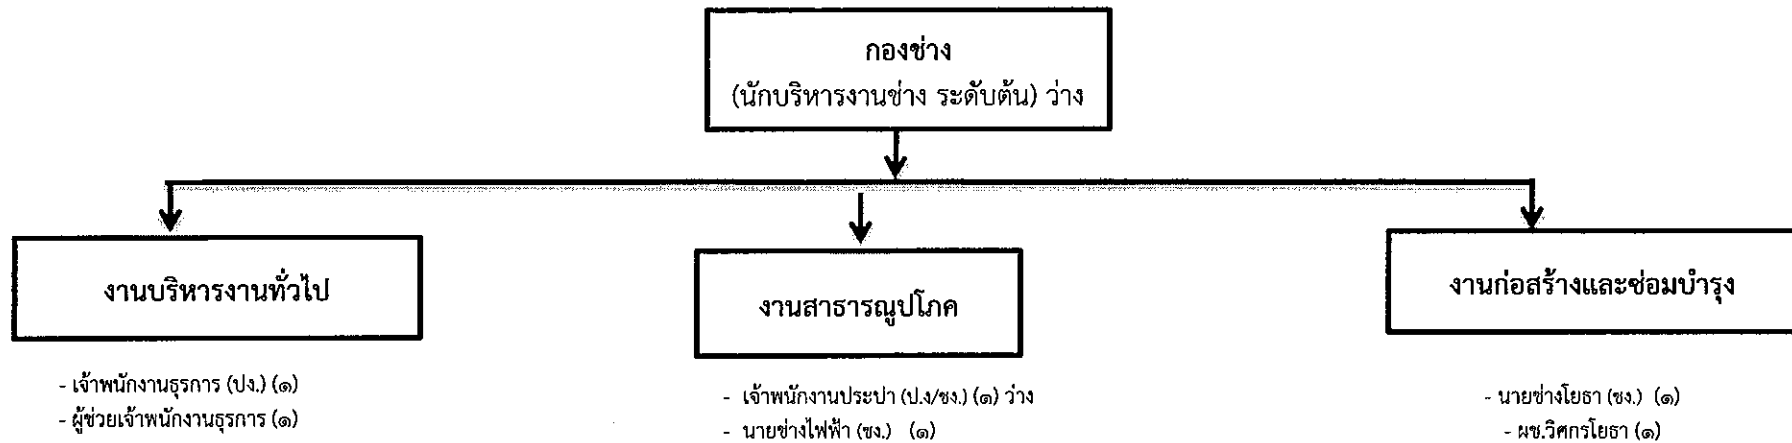 กองช่าง
(นักบริหารงานช่าง ระดับต้น) ว่าง
งานบริหารงานทั่วไป
- เจ้าพนักงานธุรการ (ปง.) (๑)
- ผู้ช่วยเจ้าพนักงานธุรการ (๑)
งานสาธารณูปโภค
- เจ้าพนักงานประปา (ป.ง/ชง.) (๑) ว่าง
- นายช่างไฟฟ้า (ชง.) (๑)
งานก่อสร้างและซ่อมบำรุง
- นายช่างโยธา (ชง.) (๑)
- ผช.วิศกรโยธา (๑)